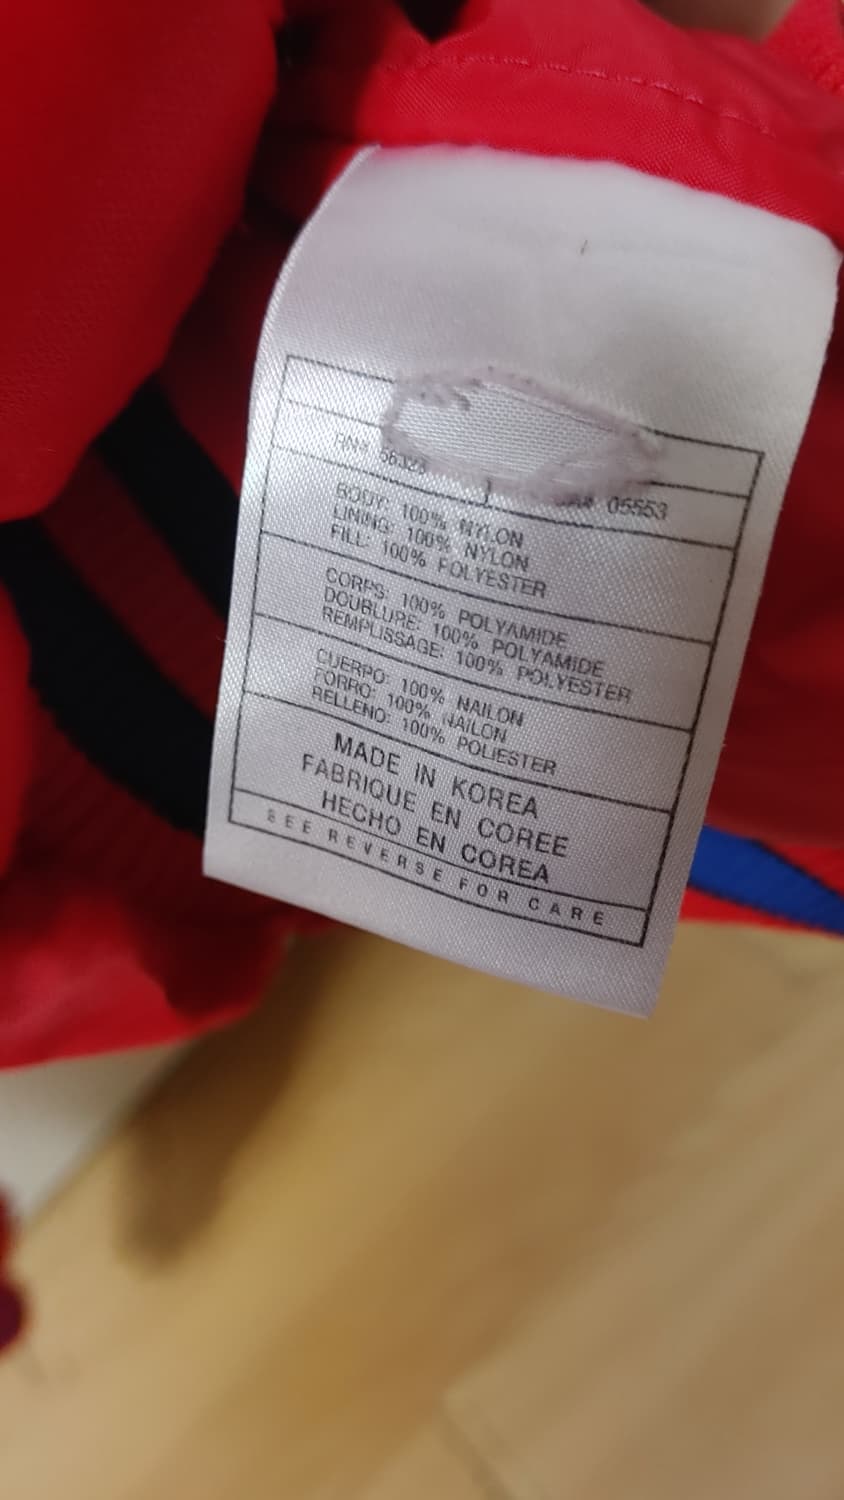 RN# 56323 CA# 05553
BODY: 100% NYLON
LINING: 100% NYLON
FILL: 100% POLYESTER
CORPS: 100% POLYAMIDE
DOUBLURE: 100% POLYAMIDE
REMPLISSAGE: 100% POLYESTER
CUERPO: 100% NAILON
FORRO: 100% NAILON
RELLENO: 100% POLIESTER
MADE IN KOREA
FABRIQUE EN COREE
HECHO EN COREA
SEE REVERSE FOR CARE